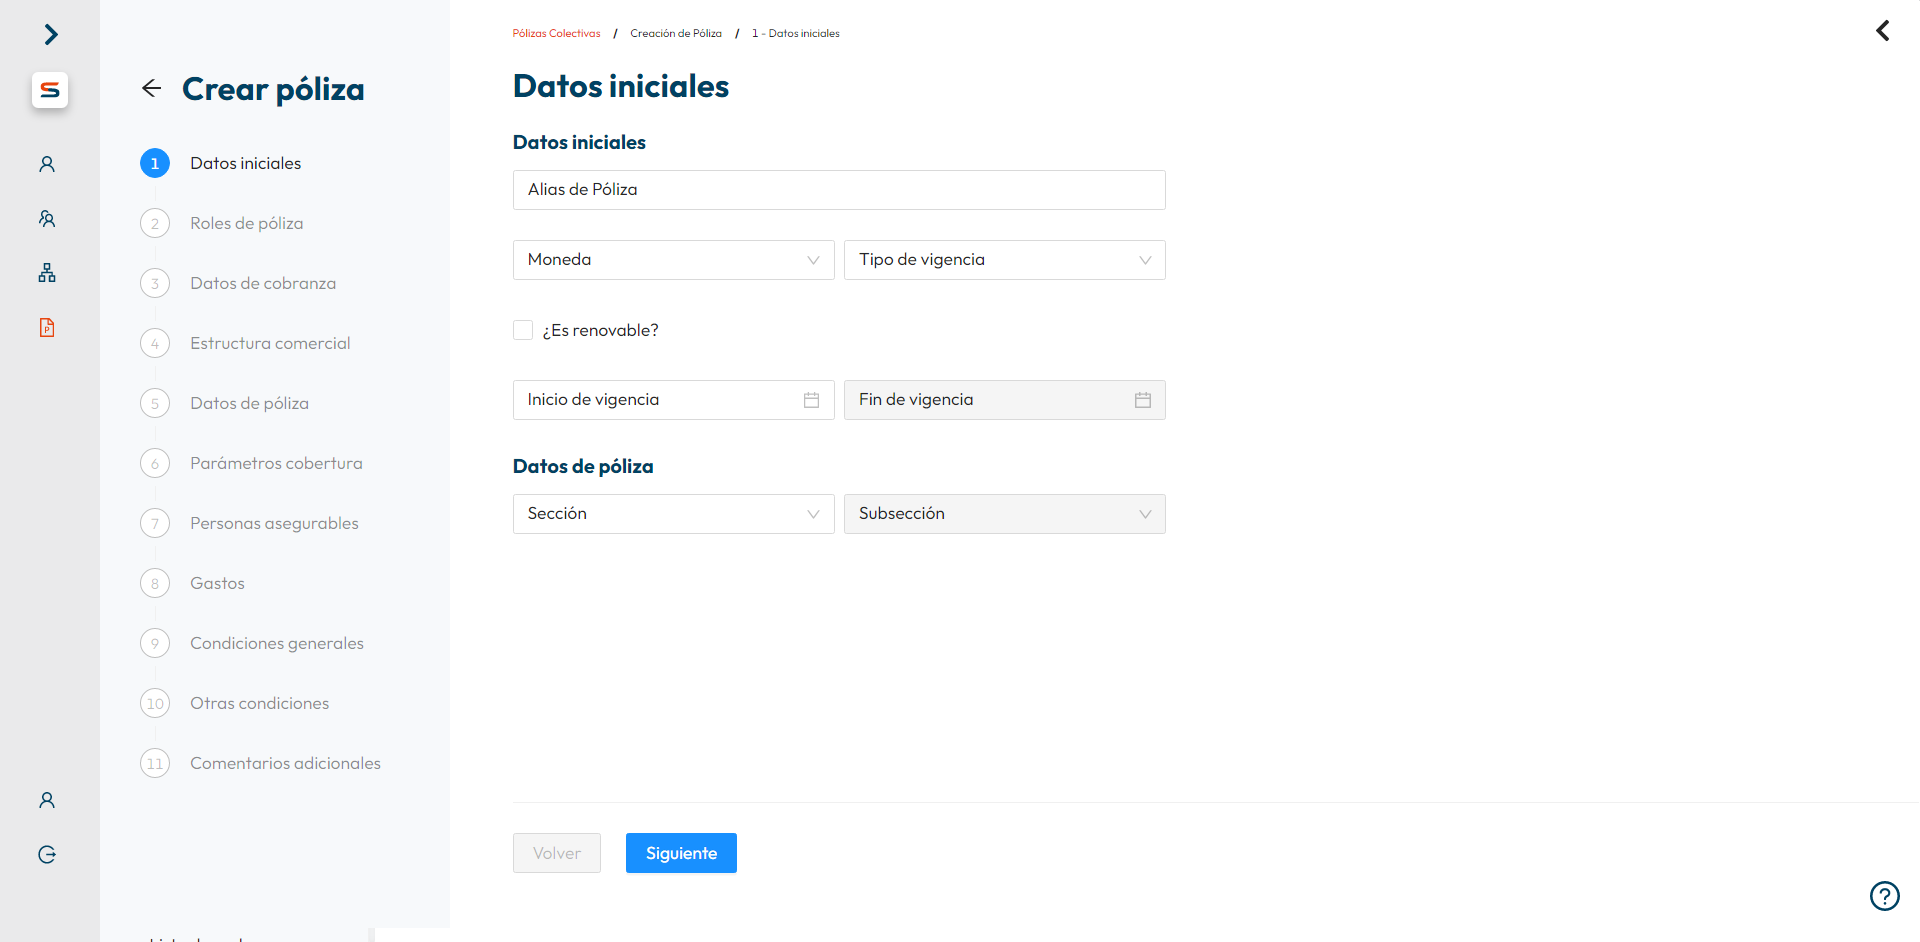 Pólizas Colectivas / Creación de Póliza / 1 - Datos iniciales
Crear póliza
1 Datos iniciales
2 Roles de póliza
3 Datos de cobranza
4 Estructura comercial
5 Datos de póliza
6 Parámetros cobertura
7 Personas asegurables
8 Gastos
9 Condiciones generales
10 Otras condiciones
11 Comentarios adicionales
Datos iniciales
Datos iniciales
Alias de Póliza
Moneda
Tipo de vigencia
¿Es renovable?
Inicio de vigencia
Fin de vigencia
Datos de póliza
Sección
Subsección
Volver
Siguiente